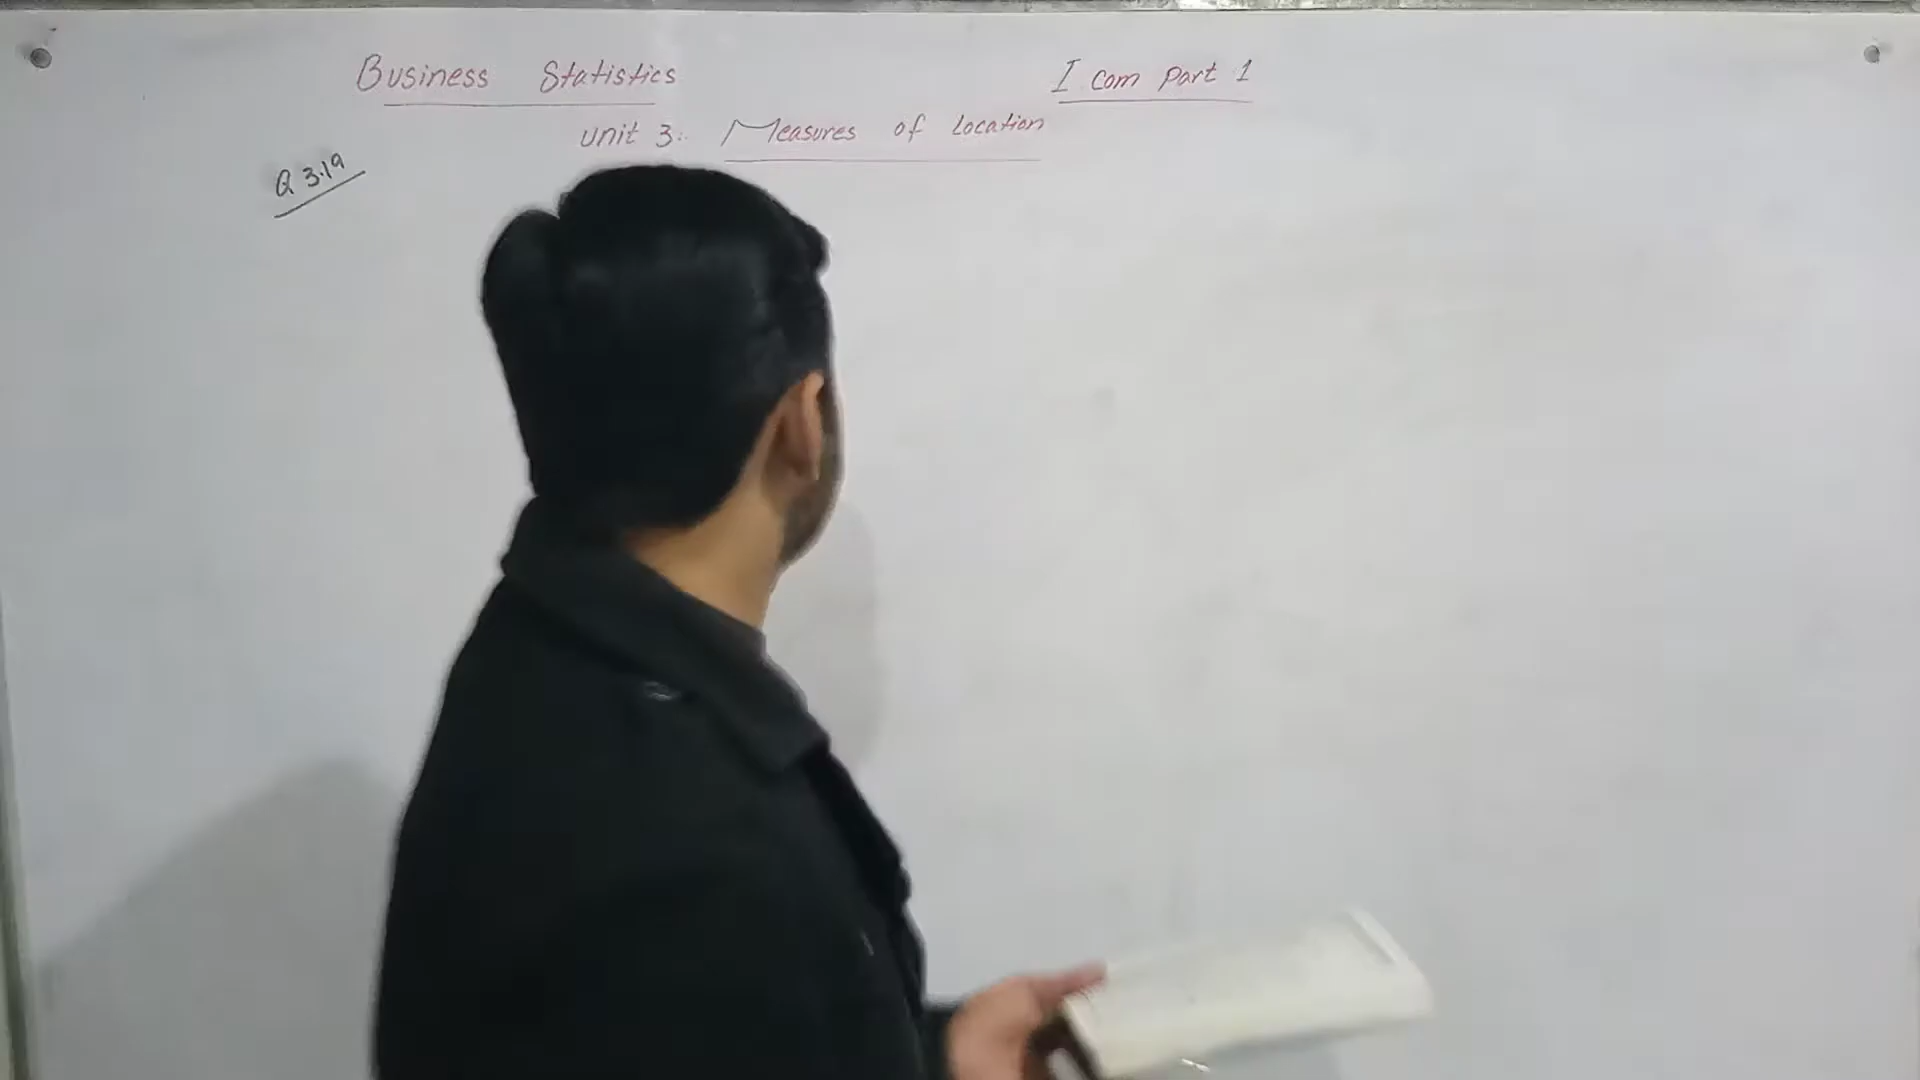 Business Statistics I com Part 1
Unit 3: Measures of Location
Q 3.19